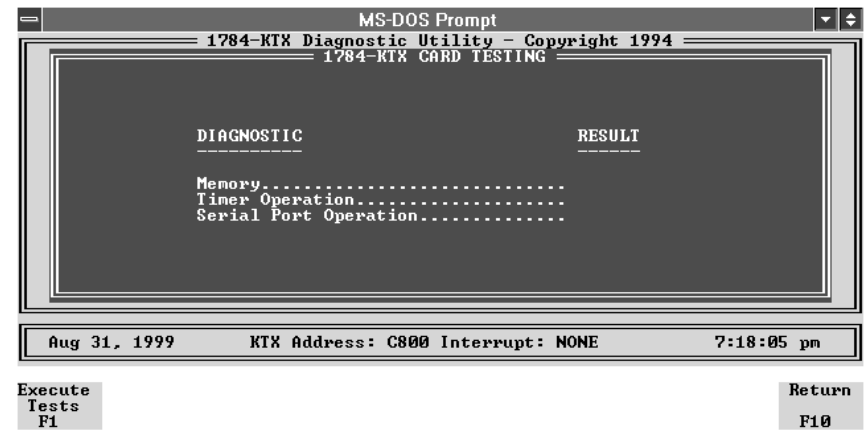 MS-DOS Prompt
1784-KTX Diagnostic Utility - Copyright 1994
1784-KTX CARD TESTING
DIAGNOSTIC RESULT
Memory.............................
Timer Operation....................
Serial Port Operation..............
Aug 31, 1999 KTX Address: C800 Interrupt: NONE 7:18:05 pm
Execute Return
Tests
F1 F10